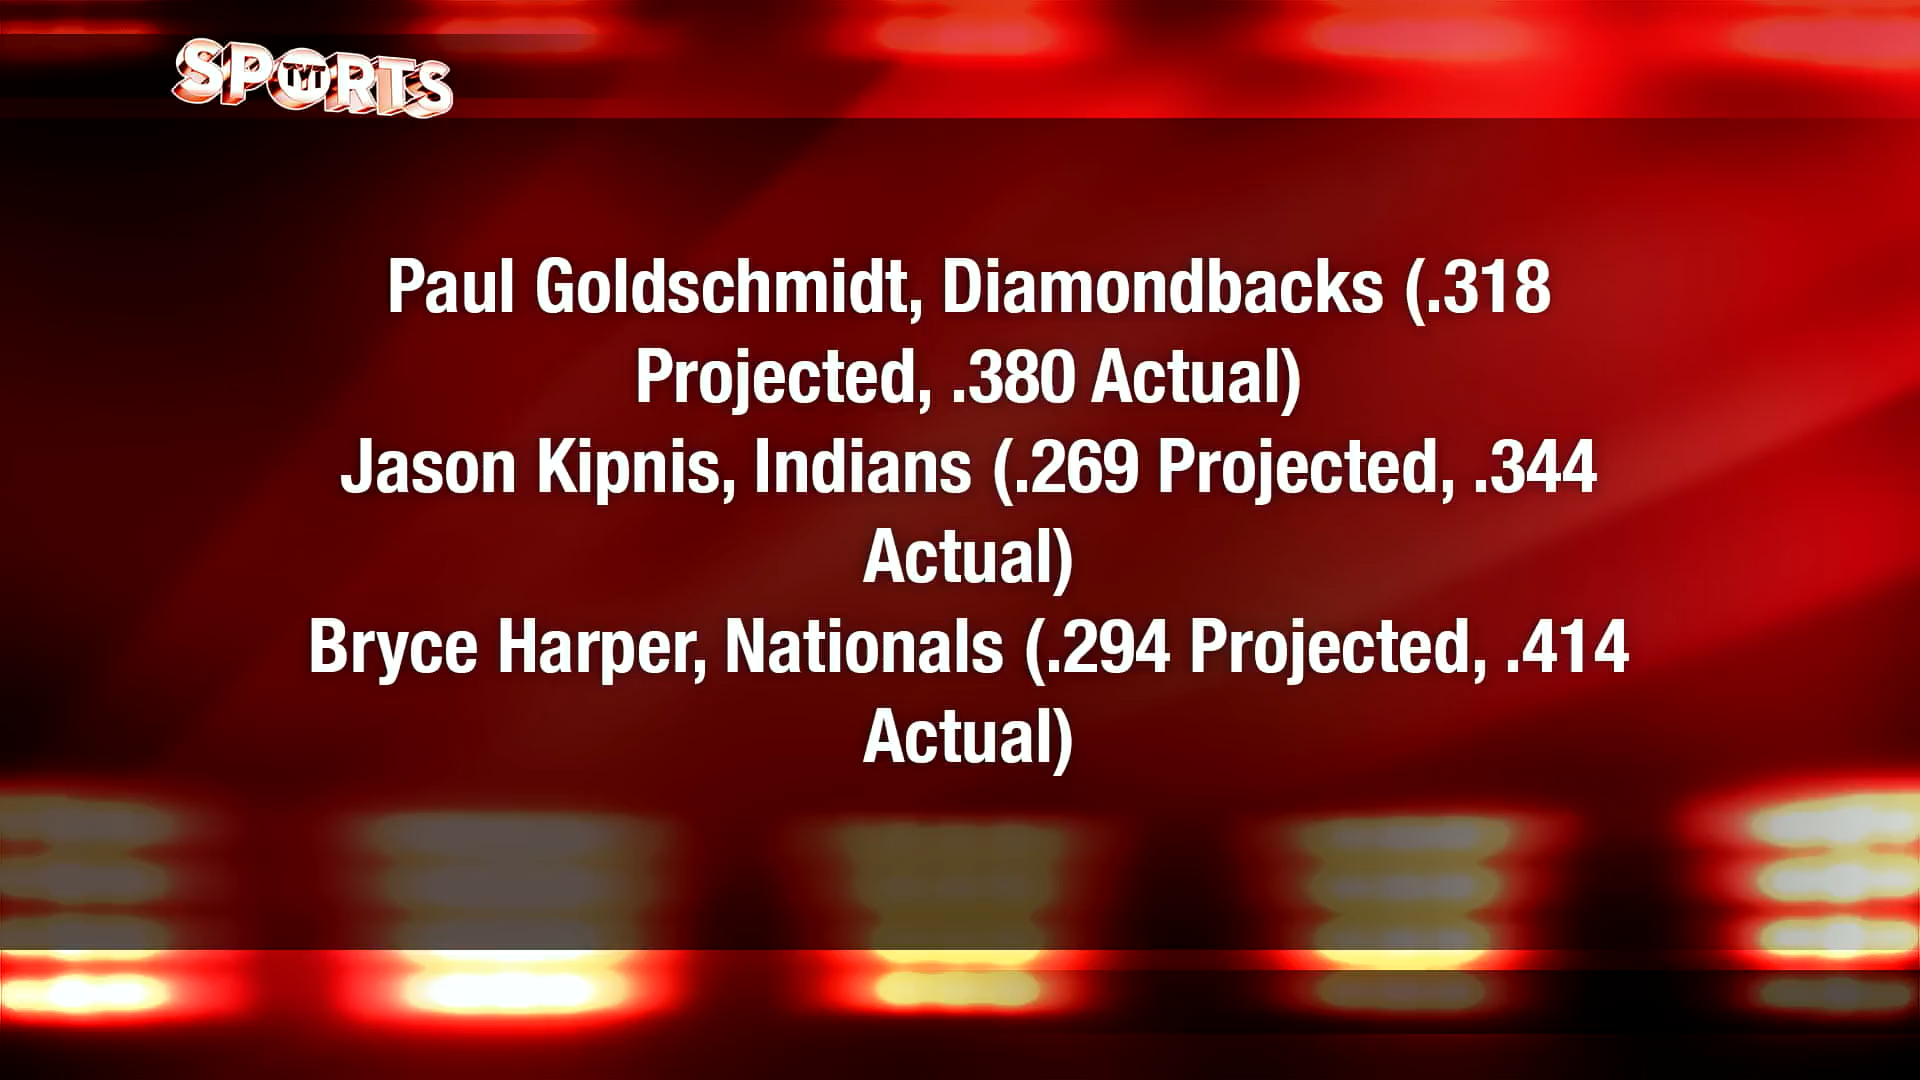 SPORTS
TYT
Paul Goldschmidt, Diamondbacks (.318
Projected, .380 Actual)
Jason Kipnis, Indians (.269 Projected, .344
Actual)
Bryce Harper, Nationals (.294 Projected, .414
Actual)